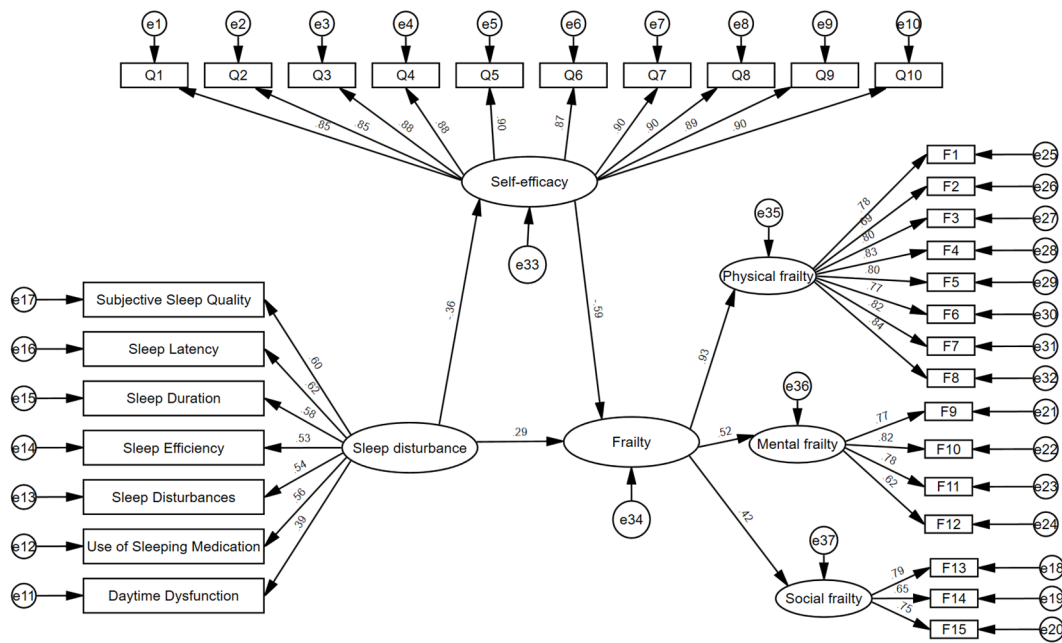 e1 e2 e3 e4 e5 e6 e7 e8 e9 e10
Q1 Q2 Q3 Q4 Q5 Q6 Q7 Q8 Q9 Q10
.85 .85 .88 .88 .90 .87 .90 .90 .89 .90
Self-efficacy
e33
-.36
-.59
e17 Subjective Sleep Quality
e16 Sleep Latency
e15 Sleep Duration
e14 Sleep Efficiency
e13 Sleep Disturbances
e12 Use of Sleeping Medication
e11 Daytime Dysfunction
.60
.62
.58
.53
.54
.56
.39
Sleep disturbance
.29
Frailty
e34
.93
.52
.42
e35
Physical frailty
.78
.69
.80
.83
.80
.77
.82
.84
F1 e25
F2 e26
F3 e27
F4 e28
F5 e29
F6 e30
F7 e31
F8 e32
e36
Mental frailty
.77
.82
.78
.62
F9 e21
F10 e22
F11 e23
F12 e24
e37
Social frailty
.79
.65
.75
F13 e18
F14 e19
F15 e20